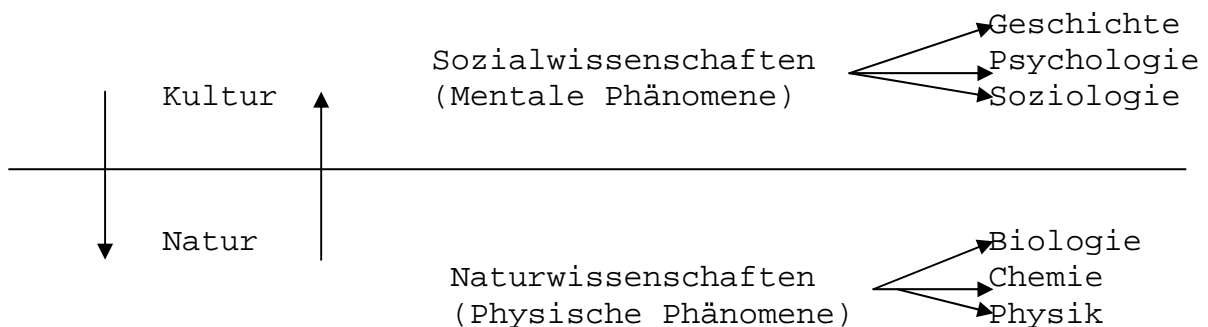 Geschichte
Sozialwissenschaften Psychologie
Kultur (Mentale Phänomene) Soziologie
Natur Biologie
Naturwissenschaften Chemie
(Physische Phänomene) Physik